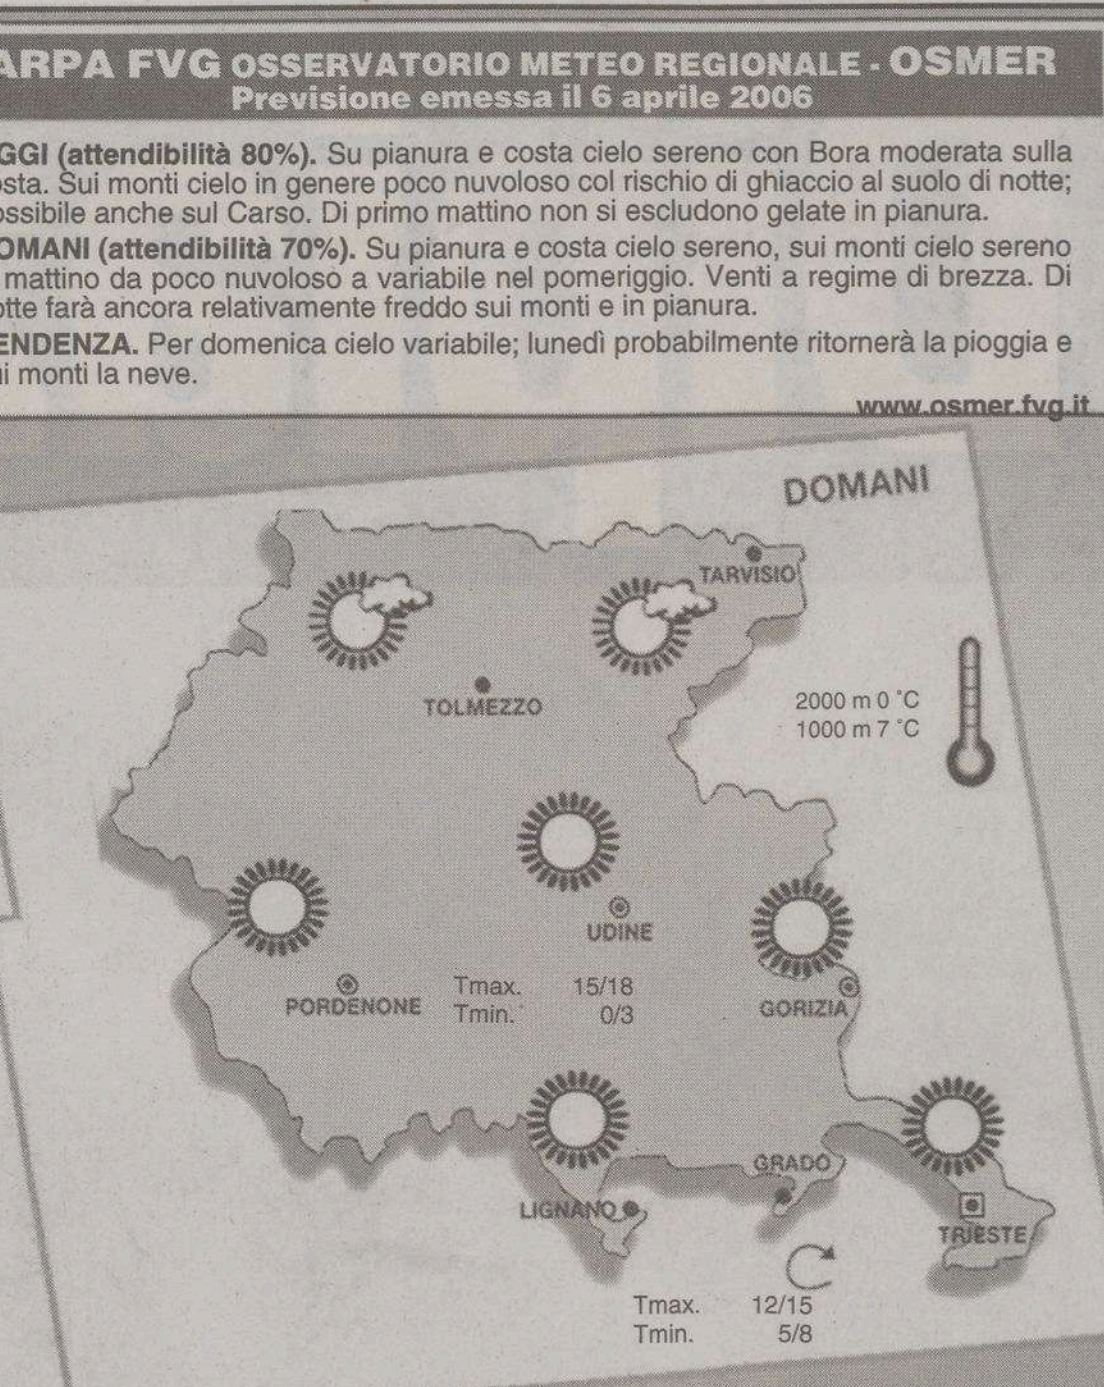 ARPA FVG OSSERVATORIO METEO REGIONALE - OSMER
Previsione emessa il 6 aprile 2006
GGI (attendibilità 80%). Su pianura e costa cielo sereno con Bora moderata sulla
osta. Sui monti cielo in genere poco nuvoloso col rischio di ghiaccio al suolo di notte;
ossibile anche sul Carso. Di primo mattino non si escludono gelate in pianura.
OMANI (attendibilità 70%). Su pianura e costa cielo sereno, sui monti cielo sereno
mattino da poco nuvoloso a variabile nel pomeriggio. Venti a regime di brezza. Di
otte farà ancora relativamente freddo sui monti e in pianura.
ENDENZA. Per domenica cielo variabile; lunedì probabilmente ritornerà la pioggia e
ui monti la neve.
www.osmer.fvg.it
DOMANI
TARVISIO
TOLMEZZO
2000 m 0 °C
1000 m 7 °C
UDINE
PORDENONE
Tmax. 15/18
Tmin. 0/3
GORIZIA
GRADO
LIGNANO
TRIESTE
Tmax. 12/15
Tmin. 5/8